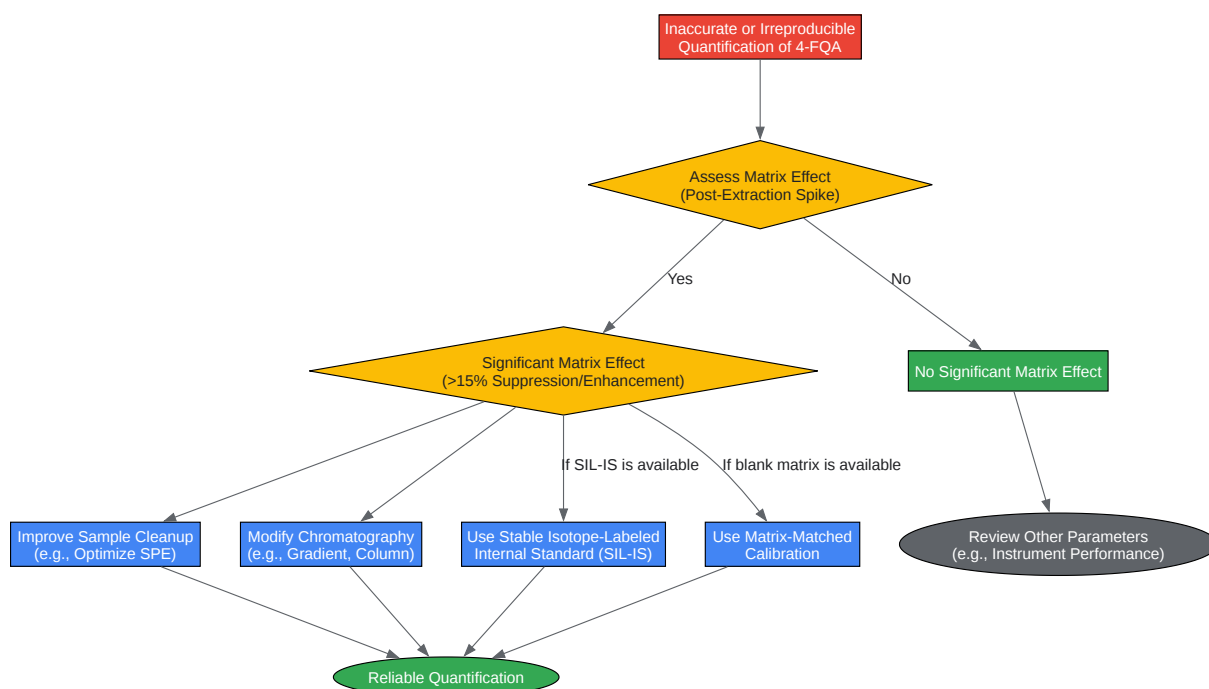 Inaccurate or Irreproducible
Quantification of 4-FQA
Assess Matrix Effect
(Post-Extraction Spike)
Yes
No
Significant Matrix Effect
(>15% Suppression/Enhancement)
No Significant Matrix Effect
If SIL-IS is available
If blank matrix is available
Improve Sample Cleanup
(e.g., Optimize SPE)
Modify Chromatography
(e.g., Gradient, Column)
Use Stable Isotope-Labeled
Internal Standard (SIL-IS)
Use Matrix-Matched
Calibration
Review Other Parameters
(e.g., Instrument Performance)
Reliable Quantification